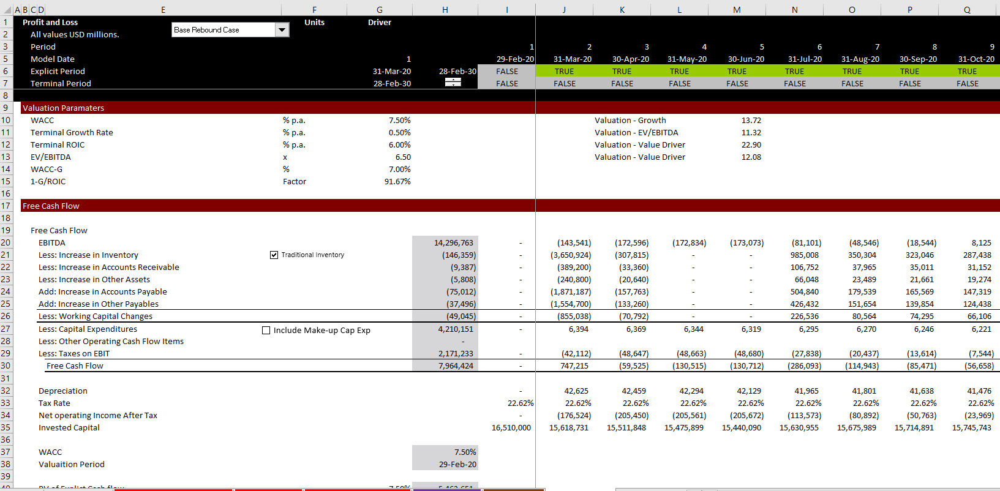 A B C D E F G H I J K L M N O P Q
1 Profit and Loss Base Rebound Case Units Driver
2 All values USD millions.
3 Period 1 2 3 4 5 6 7 8 9
5 Model Date 1 29-Feb-20 31-Mar-20 30-Apr-20 31-May-20 30-Jun-20 31-Jul-20 31-Aug-20 30-Sep-20 31-Oct-20
6 Explicit Period 31-Mar-20 28-Feb-30 FALSE TRUE TRUE TRUE TRUE TRUE TRUE TRUE TRUE
7 Terminal Period 28-Feb-30 FALSE FALSE FALSE FALSE FALSE FALSE FALSE FALSE FALSE
8
9 Valuation Paramaters
10 WACC % p.a. 7.50% Valuation - Growth 13.72
11 Terminal Growth Rate % p.a. 0.50% Valuation - EV/EBITDA 11.32
12 Terminal ROIC % p.a. 6.00% Valuation - Value Driver 22.90
13 EV/EBITDA x 6.50 Valuation - Value Driver 12.08
14 WACC-G % 7.00%
15 1-G/ROIC Factor 91.67%
16
17 Free Cash Flow
18
19 Free Cash Flow
20 EBITDA 14,296,763 - (143,541) (172,596) (172,834) (173,073) (81,101) (48,546) (18,544) 8,125
21 Less: Increase in Inventory Traditional Inventory (146,359) - (3,650,924) (307,815) - - 985,008 350,304 323,046 287,438
22 Less: Increase in Accounts Receivable (9,387) - (389,200) (33,360) - - 106,752 37,965 35,011 31,152
23 Less: Increase in Other Assets (5,808) - (240,800) (20,640) - - 66,048 23,489 21,661 19,274
24 Add: Increase in Accounts Payable (75,012) - (1,871,187) (157,763) - - 504,840 179,539 165,569 147,319
25 Add: Increase in Other Payables (37,496) - (1,554,700) (133,260) - - 426,432 151,654 139,854 124,438
26 Less: Working Capital Changes (49,045) - (855,038) (70,792) - - 226,536 80,564 74,295 66,106
27 Less: Capital Expenditures Include Make-up Cap Exp 4,210,151 - 6,394 6,369 6,344 6,319 6,295 6,270 6,246 6,221
28 Less: Other Operating Cash Flow Items -
29 Less: Taxes on EBIT 2,171,233 - (42,112) (48,647) (48,663) (48,680) (27,838) (20,437) (13,614) (7,544)
30 Free Cash Flow 7,964,424 - 747,215 (59,525) (130,515) (130,712) (286,093) (114,943) (85,471) (56,658)
31
32 Depreciation - 42,625 42,459 42,294 42,129 41,965 41,801 41,638 41,476
33 Tax Rate 22.62% 22.62% 22.62% 22.62% 22.62% 22.62% 22.62% 22.62% 22.62%
34 Net operating Income After Tax - (176,524) (205,450) (205,561) (205,672) (113,573) (80,892) (50,763) (23,969)
35 Invested Capital 16,510,000 15,618,731 15,511,848 15,475,899 15,440,090 15,630,955 15,675,989 15,714,891 15,745,743
36
37 WACC 7.50%
38 Valuaition Period 29-Feb-20
39
40 PV of Explict Cash flow 7.50% 5,462,651